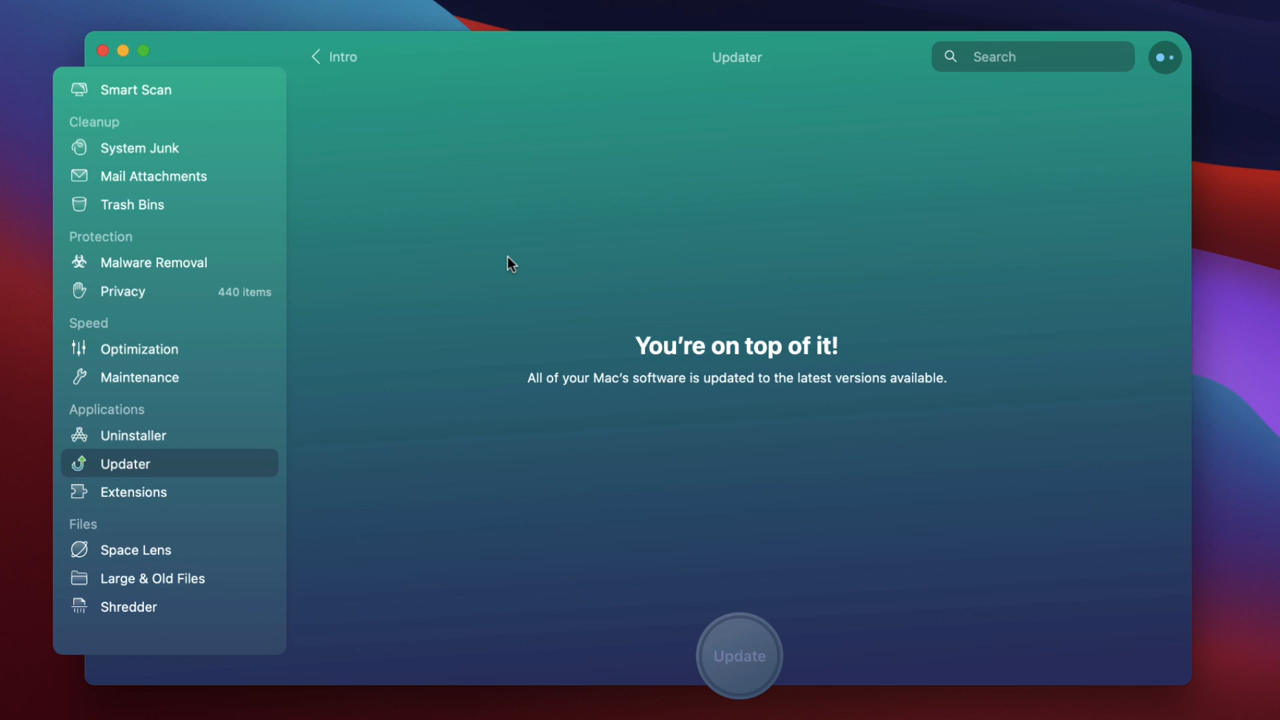 Intro
Updater
Search
Smart Scan
Cleanup
System Junk
Mail Attachments
Trash Bins
Protection
Malware Removal
Privacy 440 items
Speed
Optimization
Maintenance
Applications
Uninstaller
Updater
Extensions
Files
Space Lens
Large & Old Files
Shredder
You’re on top of it!
All of your Mac’s software is updated to the latest versions available.
Update